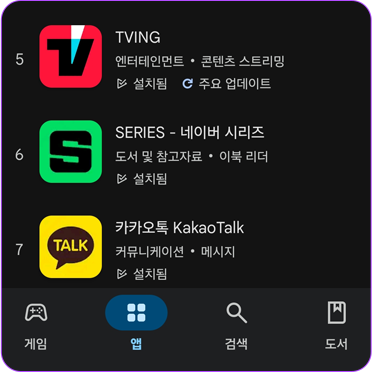 5
TV
TVING
엔터테인먼트 • 콘텐츠 스트리밍
설치됨 주요 업데이트
6
S
SERIES - 네이버 시리즈
도서 및 참고자료 • 이북 리더
설치됨
7
TALK
카카오톡 KakaoTalk
커뮤니케이션 • 메시지
설치됨
게임 앱 검색 도서